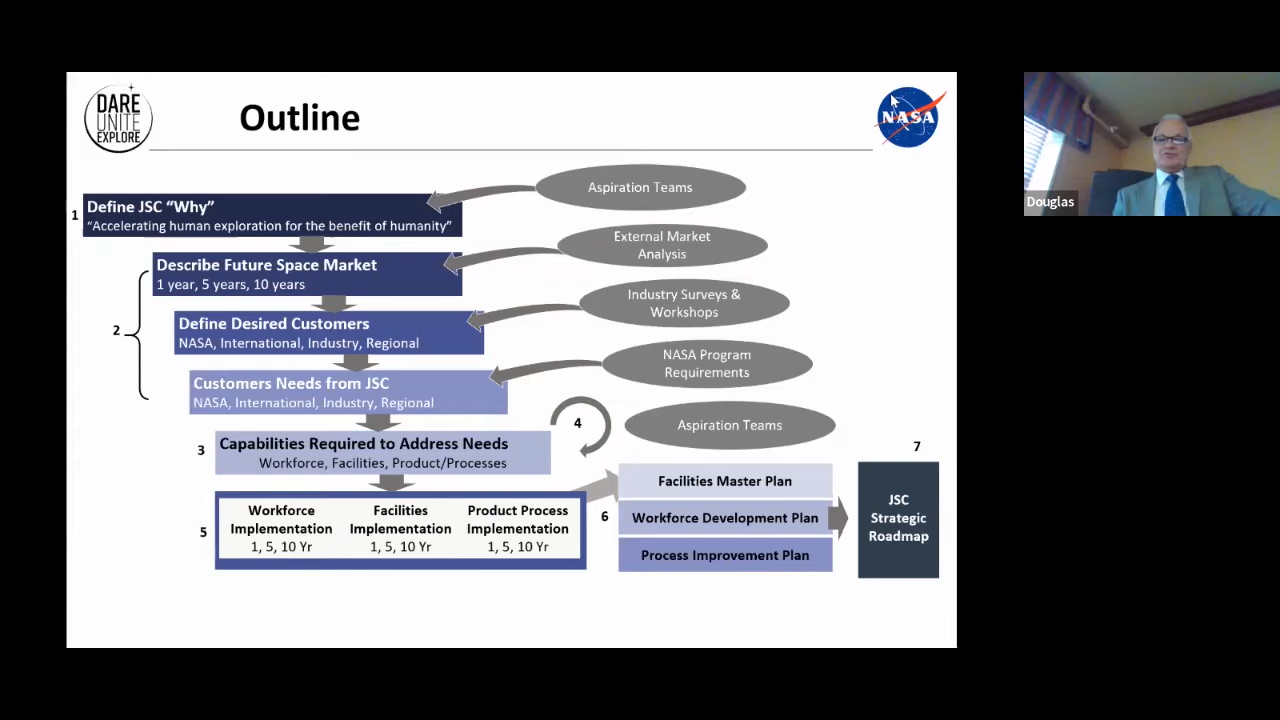 DARE
UNITE
EXPLORE
Outline
NASA
Aspiration Teams
1
Define JSC “Why”
“Accelerating human exploration for the benefit of humanity”
External Market
Analysis
Describe Future Space Market
1 year, 5 years, 10 years
Industry Surveys &
Workshops
2
Define Desired Customers
NASA, International, Industry, Regional
NASA Program
Requirements
Customers Needs from JSC
NASA, International, Industry, Regional
4
Aspiration Teams
3
Capabilities Required to Address Needs
Workforce, Facilities, Product/Processes
5
Workforce
Implementation
1, 5, 10 Yr
Facilities
Implementation
1, 5, 10 Yr
Product Process
Implementation
1, 5, 10 Yr
6
Facilities Master Plan
Workforce Development Plan
Process Improvement Plan
7
JSC
Strategic
Roadmap
Douglas